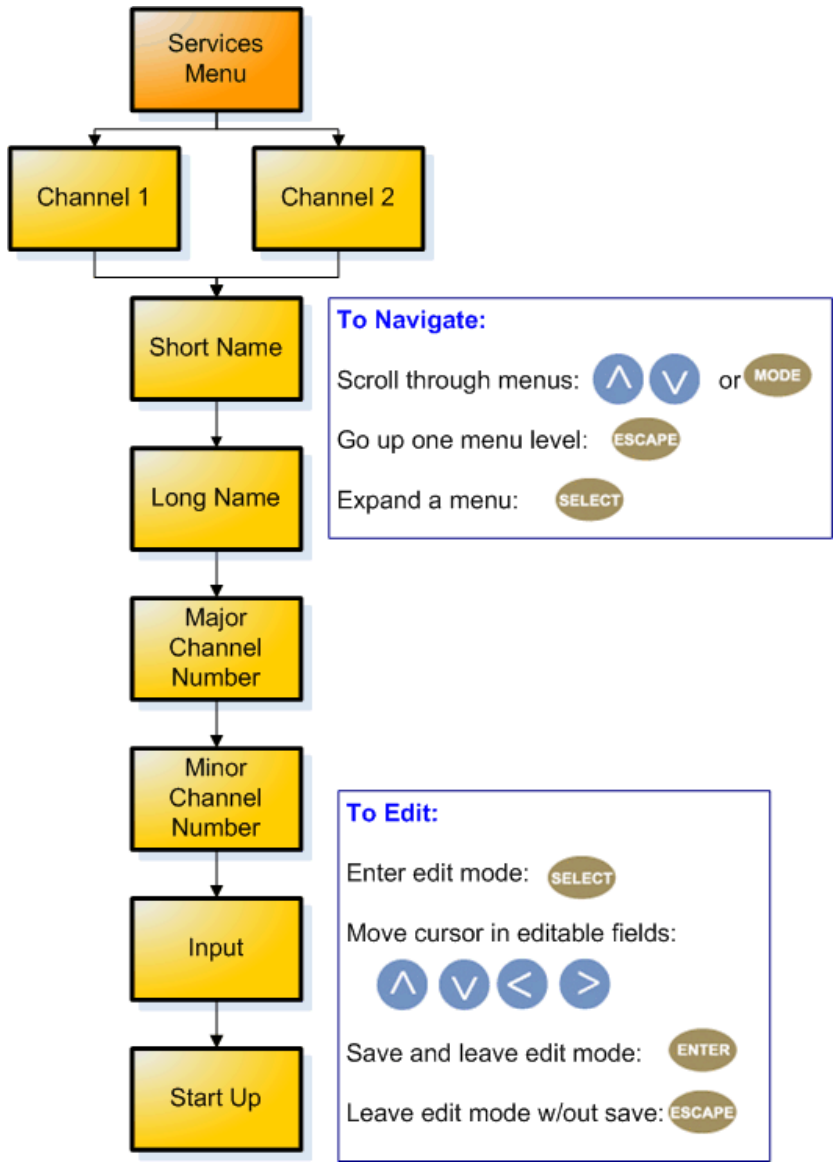 Services
Menu
Channel 1
Channel 2
Short Name
Long Name
Major
Channel
Number
Minor
Channel
Number
Input
Start Up
To Navigate:
Scroll through menus: ∧ ∨ or MODE
Go up one menu level: ESCAPE
Expand a menu: SELECT
To Edit:
Enter edit mode: SELECT
Move cursor in editable fields:
∧ ∨ < >
Save and leave edit mode: ENTER
Leave edit mode w/out save: ESCAPE